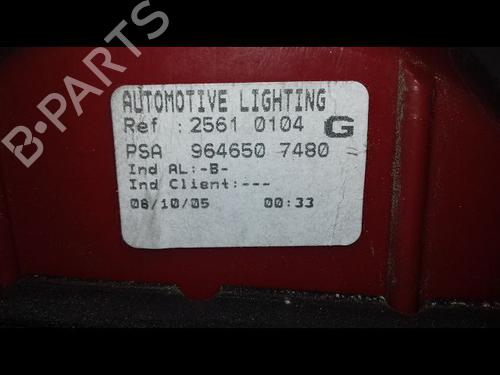 B-PARTS
AUTOMOTIVE LIGHTING
Ref : 2561 0104 G
PSA 964650 7480
Ind AL:-B-
Ind Client:---
06/10/05 00:33